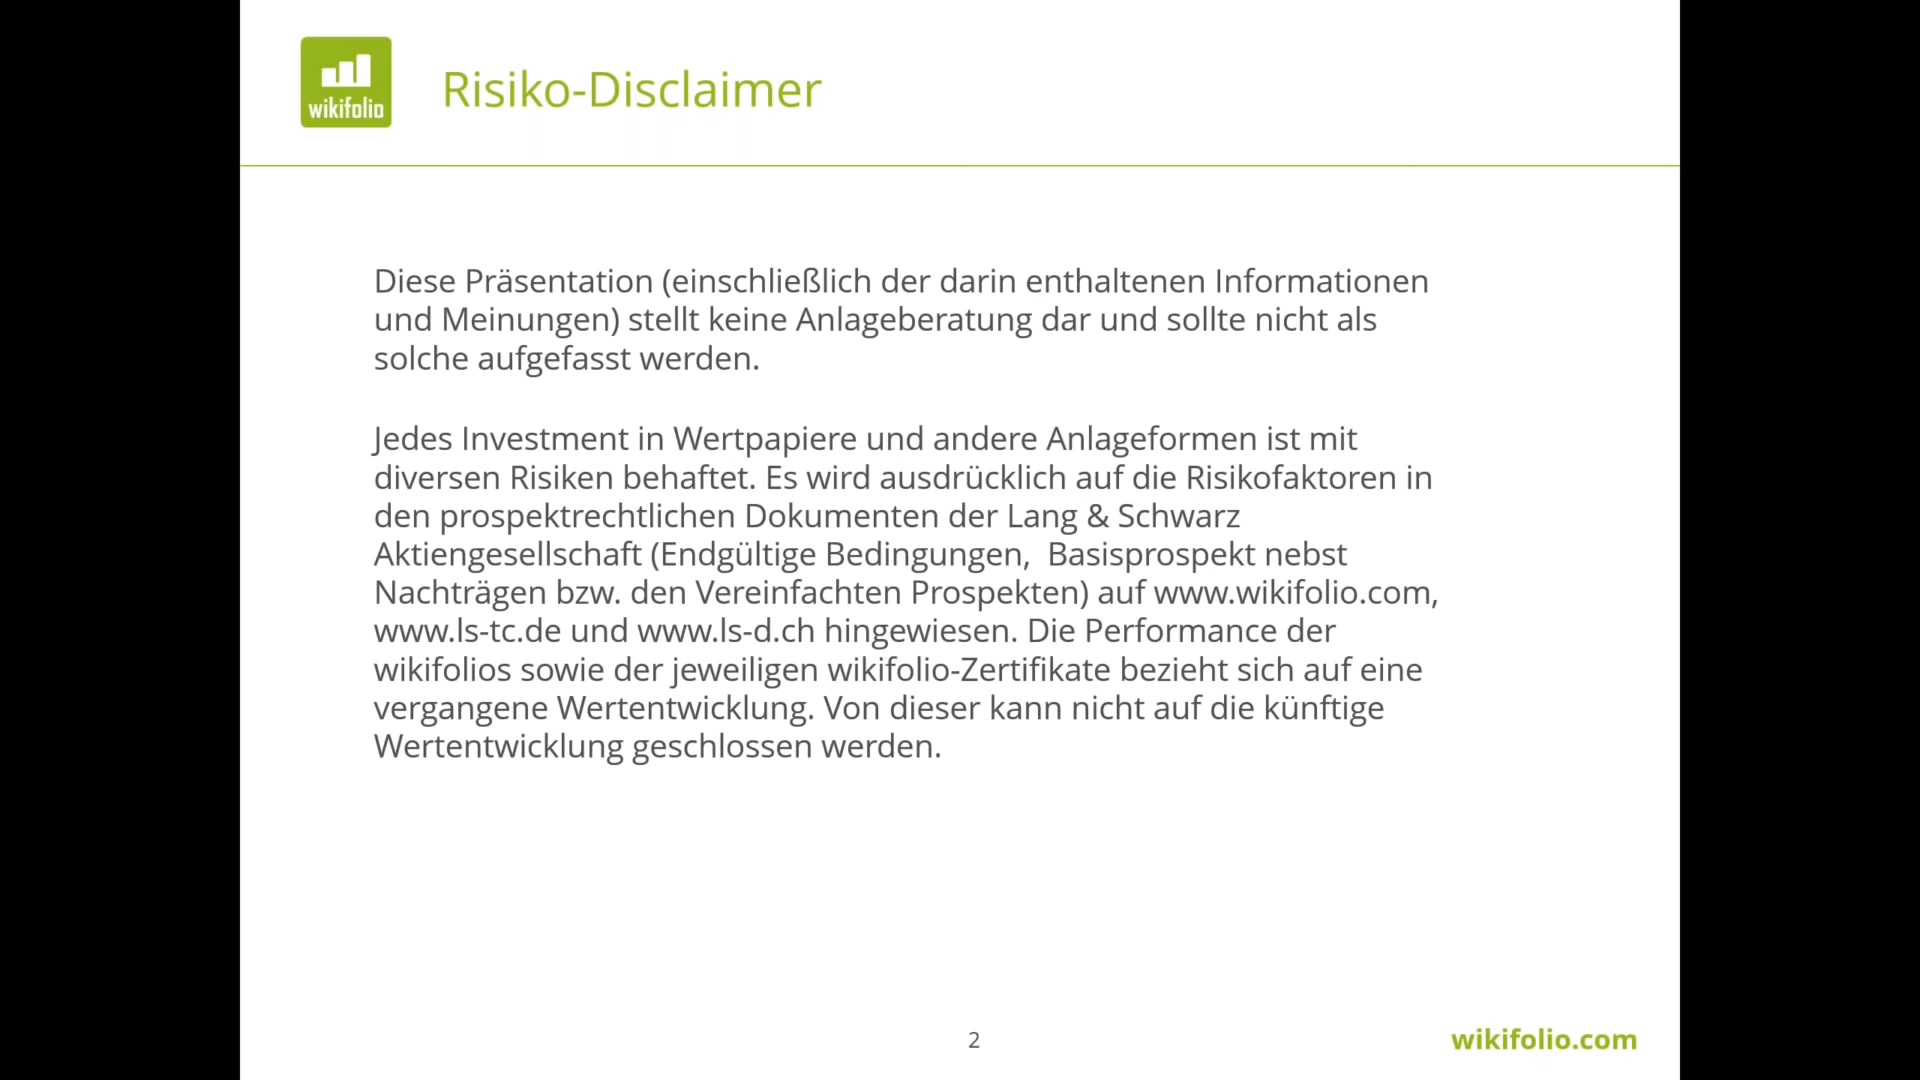 wikifolio
Risiko-Disclaimer
Diese Präsentation (einschließlich der darin enthaltenen Informationen
und Meinungen) stellt keine Anlageberatung dar und sollte nicht als
solche aufgefasst werden.
Jedes Investment in Wertpapiere und andere Anlageformen ist mit
diversen Risiken behaftet. Es wird ausdrücklich auf die Risikofaktoren in
den prospektrechtlichen Dokumenten der Lang & Schwarz
Aktiengesellschaft (Endgültige Bedingungen,  Basisprospekt nebst
Nachträgen bzw. den Vereinfachten Prospekten) auf www.wikifolio.com,
www.ls-tc.de und www.ls-d.ch hingewiesen. Die Performance der
wikifolios sowie der jeweiligen wikifolio-Zertifikate bezieht sich auf eine
vergangene Wertentwicklung. Von dieser kann nicht auf die künftige
Wertentwicklung geschlossen werden.
2
wikifolio.com